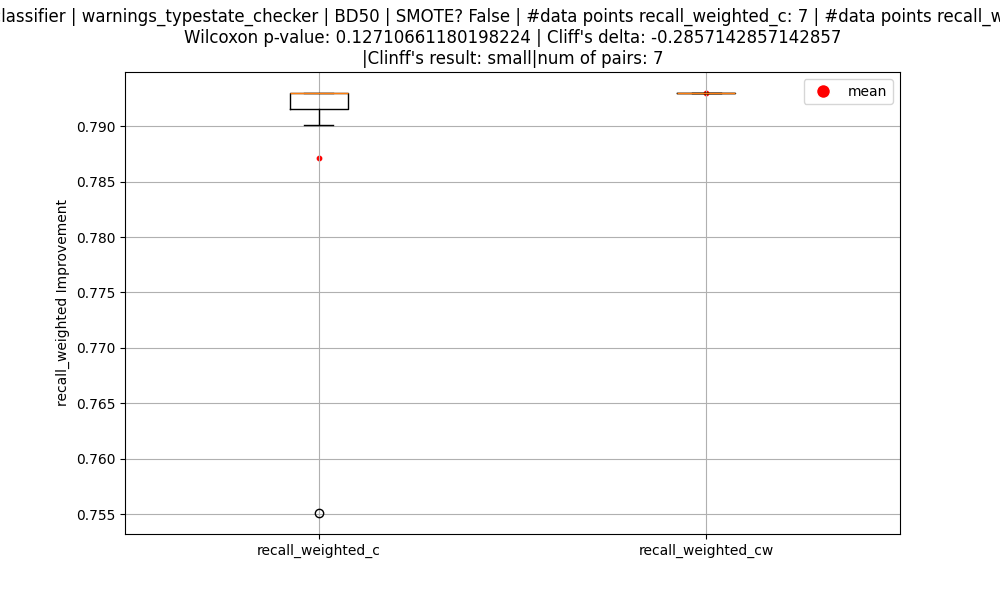 lassifier | warnings_typestate_checker | BD50 | SMOTE? False | #data points recall_weighted_c: 7 | #data points recall_w
Wilcoxon p-value: 0.12710661180198224 | Cliff's delta: -0.2857142857142857
|Clinff's result: small|num of pairs: 7
mean
0.790
0.785
0.780
0.775
0.770
0.765
0.760
0.755
recall_weighted Improvement
recall_weighted_c
recall_weighted_cw